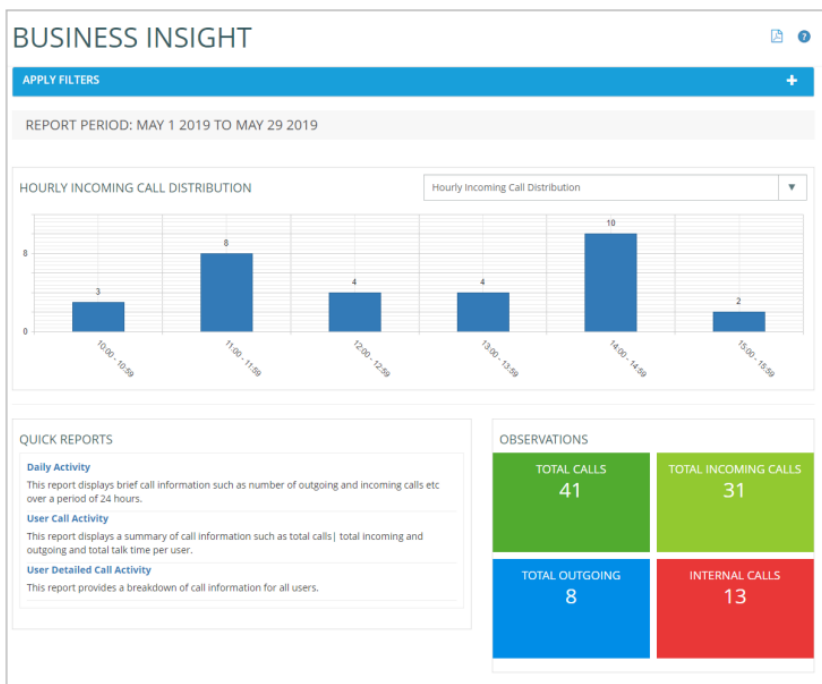 BUSINESS INSIGHT
?
APPLY FILTERS
+
REPORT PERIOD: MAY 1 2019 TO MAY 29 2019
HOURLY INCOMING CALL DISTRIBUTION
Hourly Incoming Call Distribution
8
0
3
8
4
4
10
2
10:00 - 10:59
11:00 - 11:59
12:00 - 12:59
13:00 - 13:59
14:00 - 14:59
15:00 - 15:59
QUICK REPORTS
Daily Activity
This report displays brief call information such as number of outgoing and incoming calls etc
over a period of 24 hours.
User Call Activity
This report displays a summary of call information such as total calls| total incoming and
outgoing and total talk time per user.
User Detailed Call Activity
This report provides a breakdown of call information for all users.
OBSERVATIONS
TOTAL CALLS
41
TOTAL INCOMING CALLS
31
TOTAL OUTGOING
8
INTERNAL CALLS
13